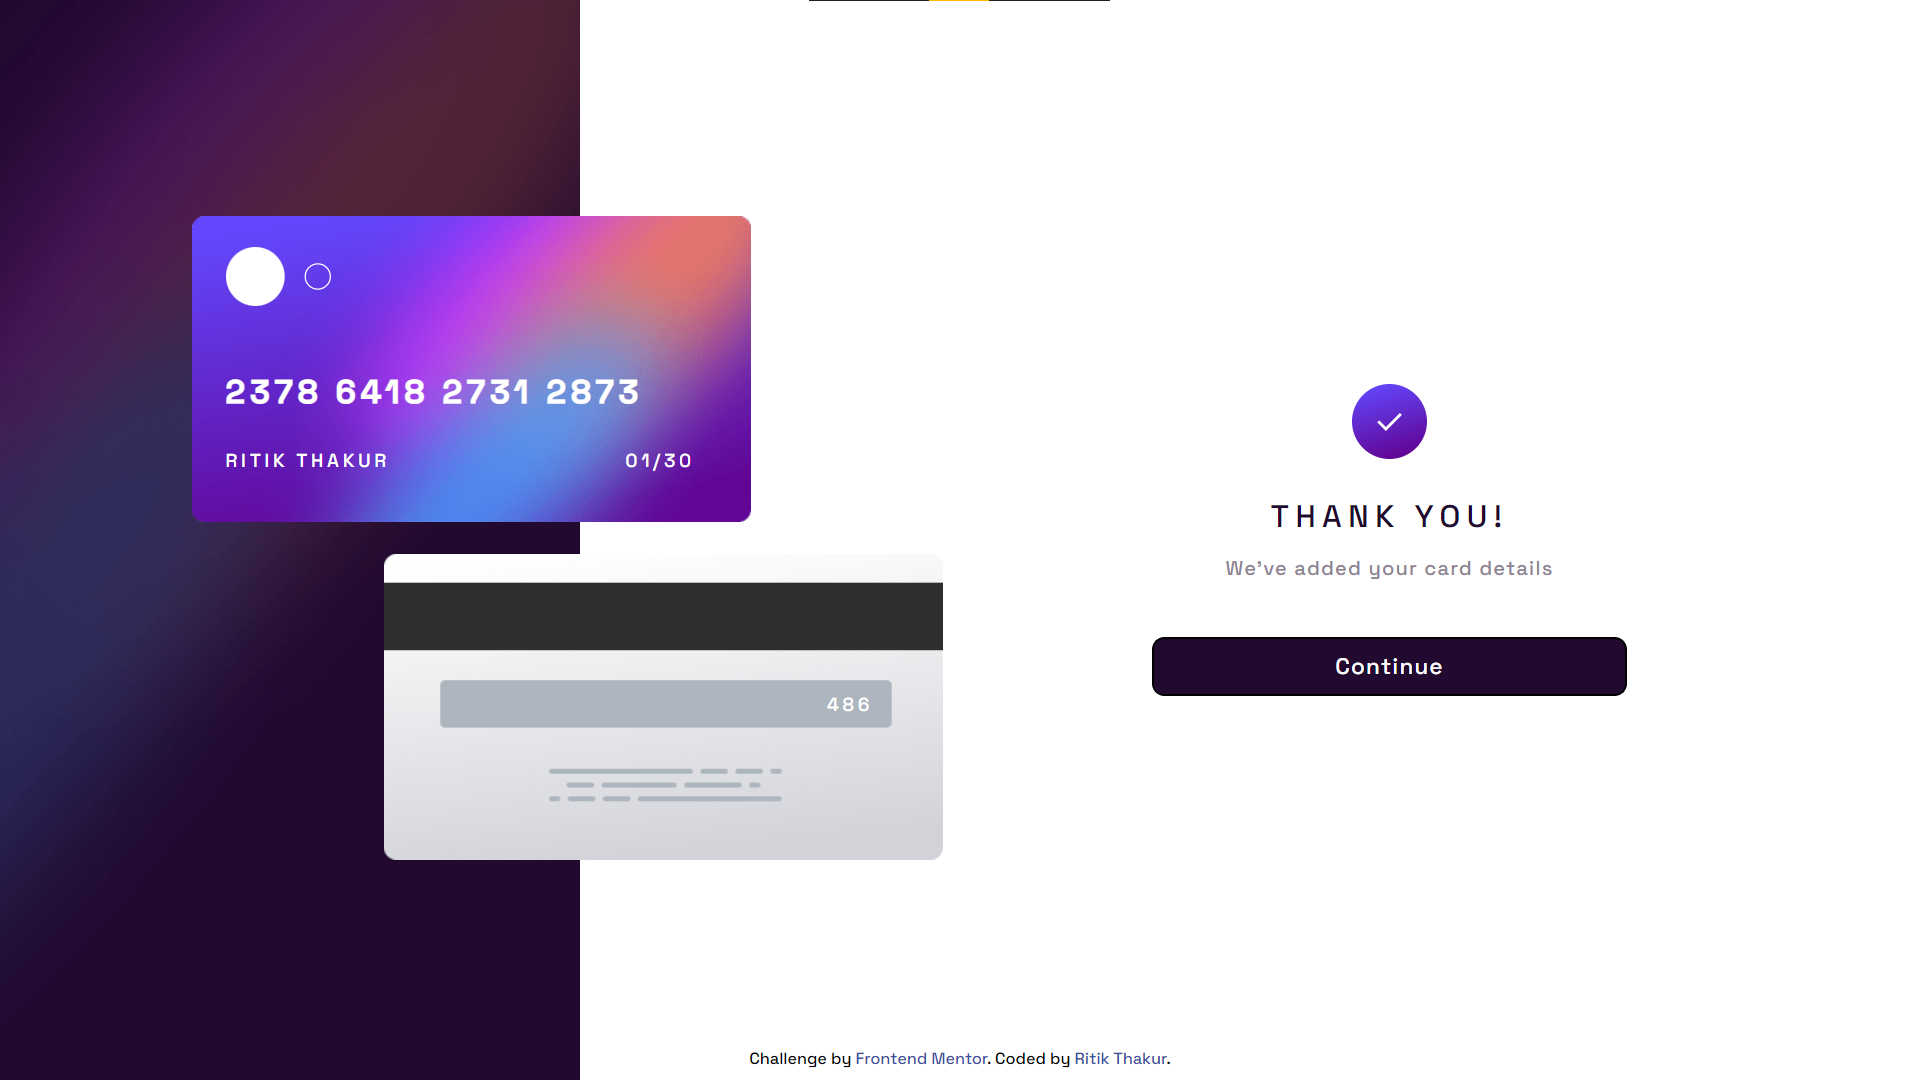 2378 6418 2731 2873
RITIK THAKUR 01/30
486
THANK YOU!
We've added your card details
Continue
Challenge by Frontend Mentor. Coded by Ritik Thakur.